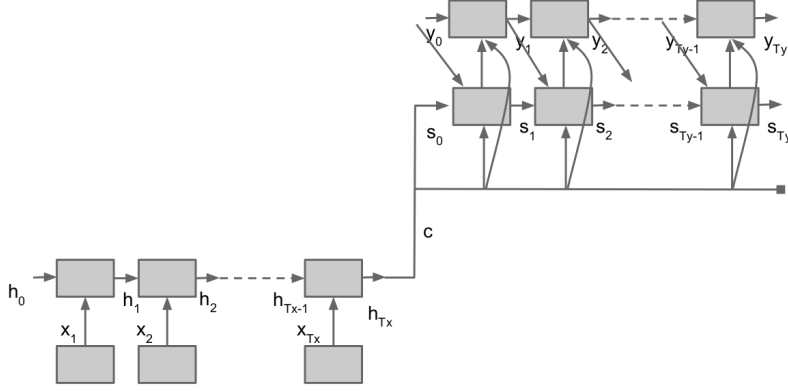 y0 y1 y2 yTy-1 yTy
s0 s1 s2 sTy-1 sTy
c
h0 h1 h2 hTx-1 hTx
x1 x2 xTx